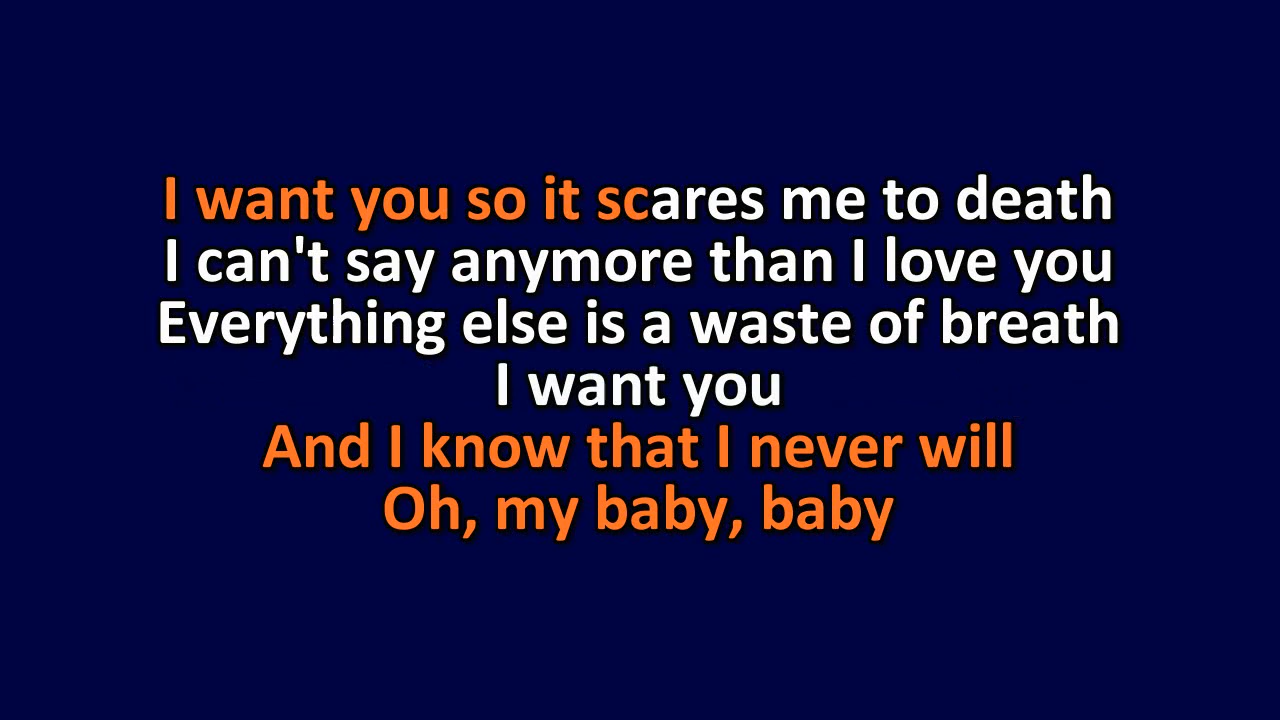 I want you so it scares me to death
I can't say anymore than I love you
Everything else is a waste of breath
I want you
And I know that I never will
Oh, my baby, baby